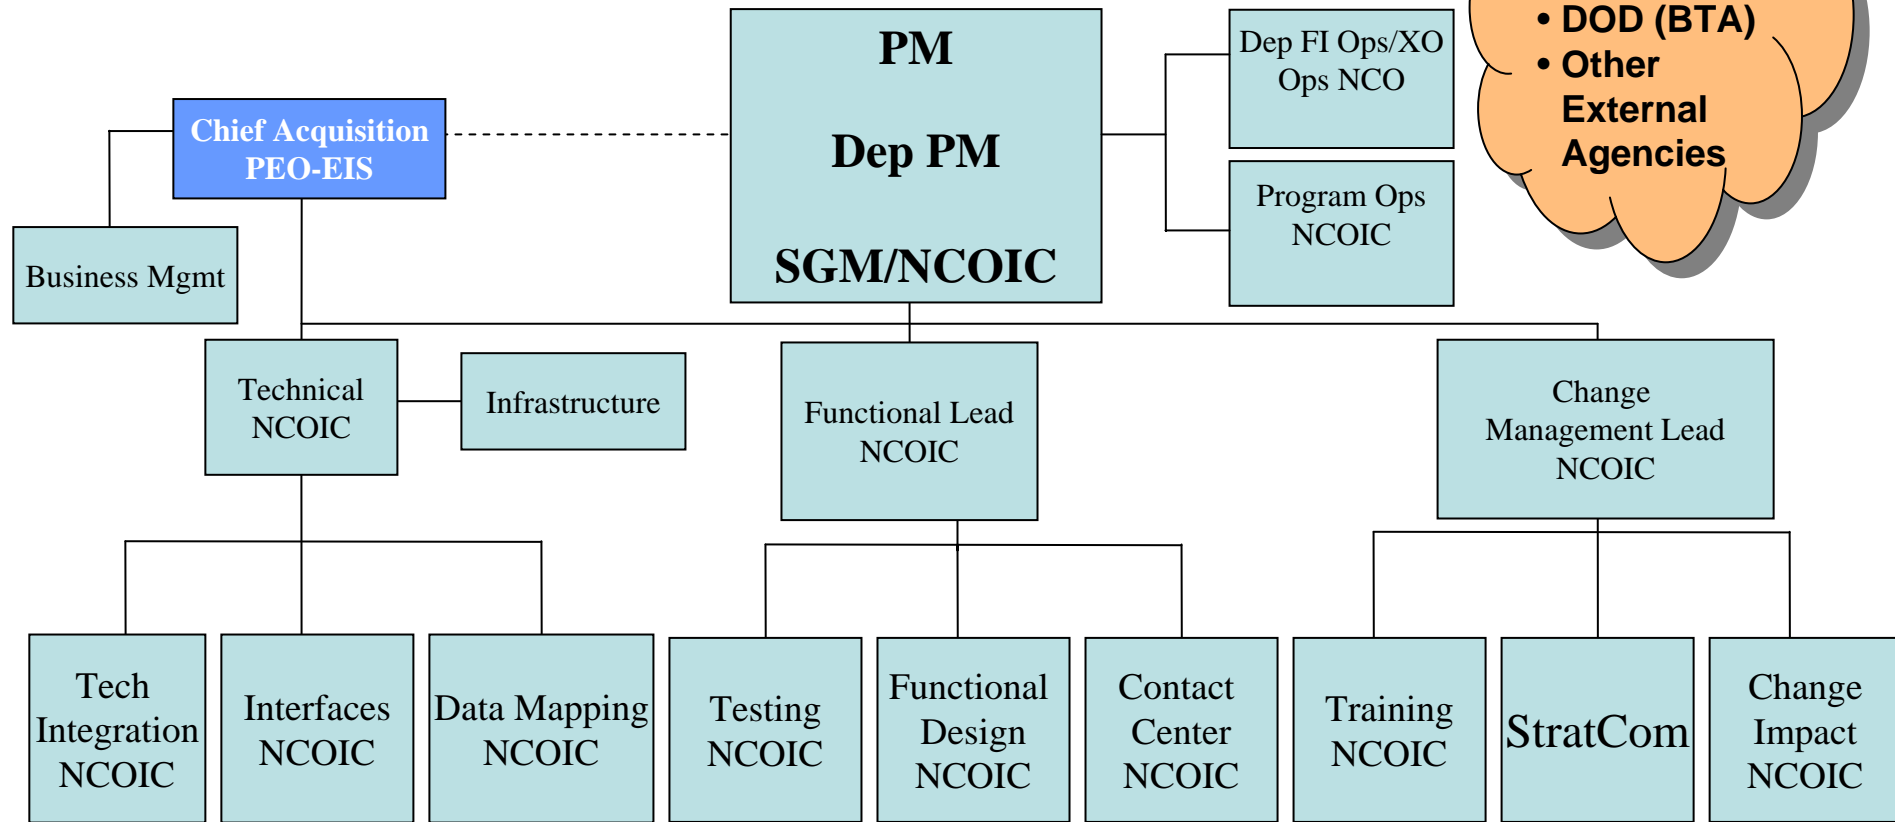 PM
Dep PM
SGM/NCOIC
Dep FI Ops/XO
Ops NCO
Program Ops
NCOIC
• DOD (BTA)
• Other
External
Agencies
Chief Acquisition
PEO-EIS
Business Mgmt
Technical
NCOIC
Infrastructure
Functional Lead
NCOIC
Change
Management Lead
NCOIC
Tech
Integration
NCOIC
Interfaces
NCOIC
Data Mapping
NCOIC
Testing
NCOIC
Functional
Design
NCOIC
Contact
Center
NCOIC
Training
NCOIC
StratCom
Change
Impact
NCOIC